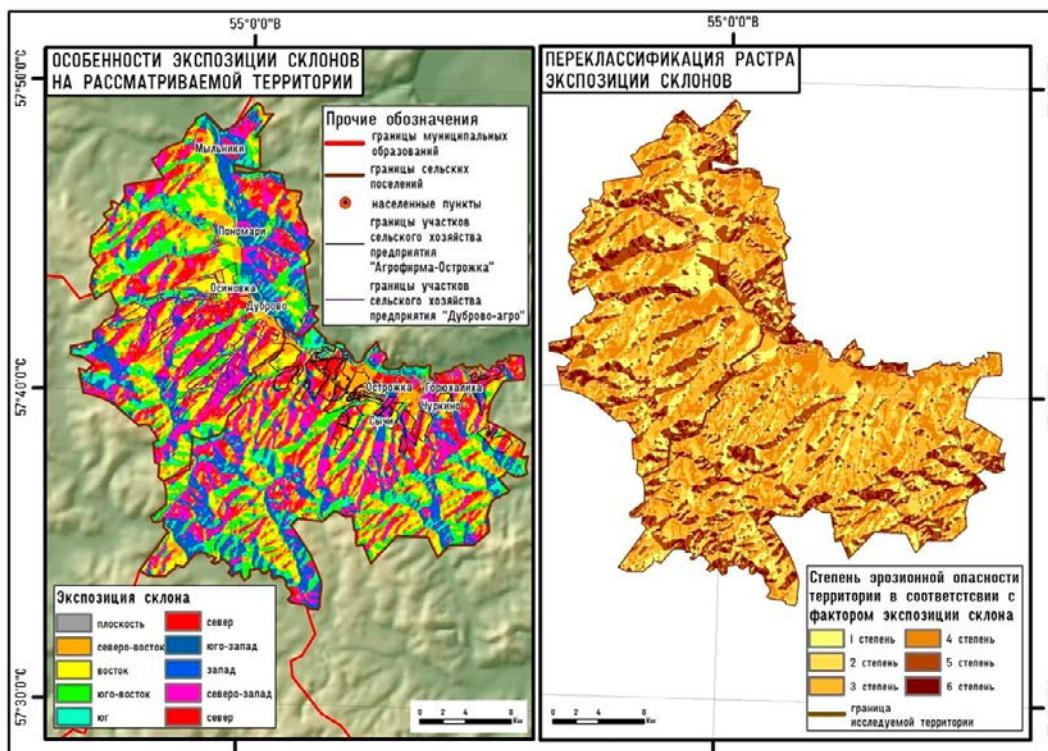 55°0'0"В
55°0'0"В
ОСОБЕННОСТИ ЭКСПОЗИЦИИ СКЛОНОВ
НА РАССМАТРИВАЕМОЙ ТЕРРИТОРИИ
57°5'0"С
57°4'0"С
57°30'0"С
Прочие обозначения
границы муниципальных
образований
границы сельских
поселений
населенные пункты
границы участков
сельского хозяйства
предприятия
"Агрофирма-Острожка"
границы участков
сельского хозяйства
предприятия "Дуброво-агро"
Мыльники
Пономари
Осиновка
Дуброво
Острожка
Горюхалиха
Чуркино
Сычи
Экспозиция склона
плоскость
северо-восток
восток
юго-восток
юг
север
юго-запад
запад
северо-запад
север
0 2 4 8
Км
ПЕРЕКЛАССИФИКАЦИЯ РАСТРА
ЭКСПОЗИЦИИ СКЛОНОВ
Степень эрозионной опасности
территории в соответстсвии с
фактором экспозиции склона
1 степень
2 степень
3 степень
4 степень
5 степень
6 степень
граница
исследуемой территории
0 2 4 8
Км